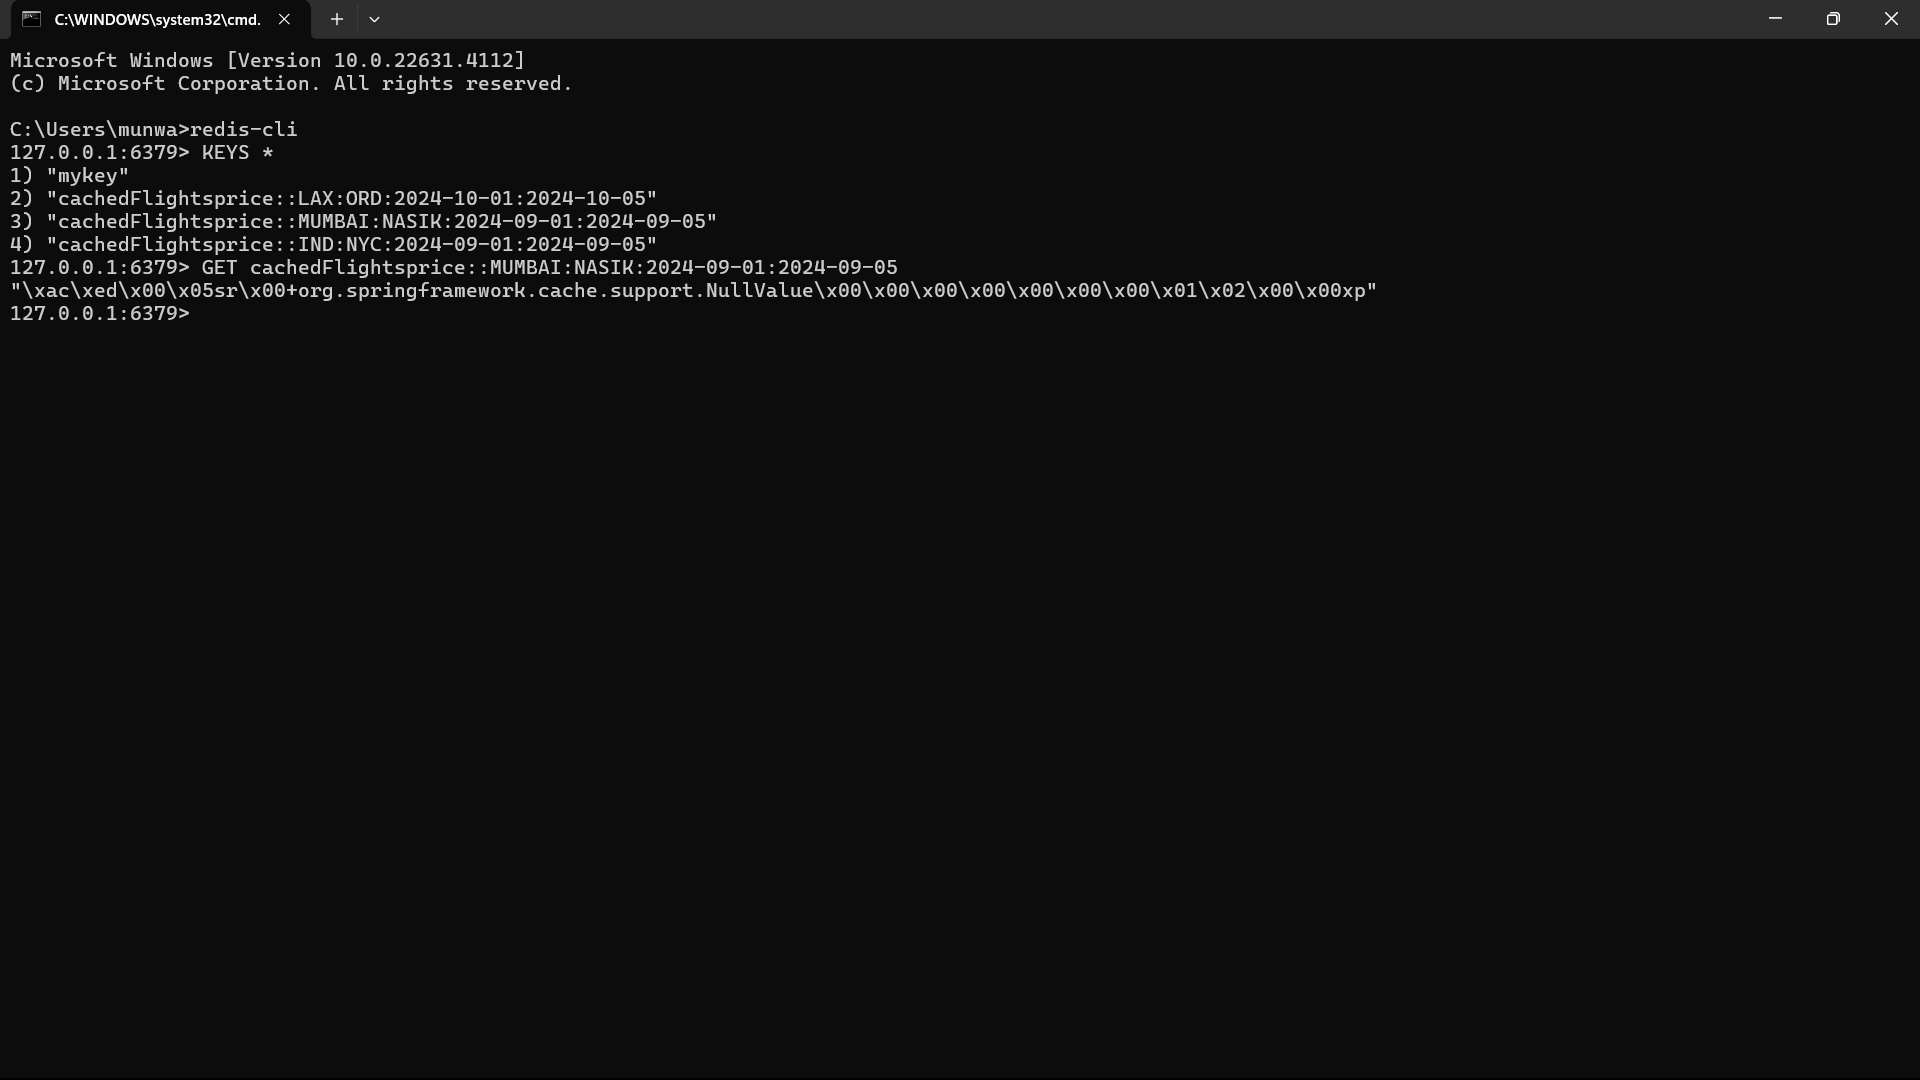 C:\WINDOWS\system32\cmd.
Microsoft Windows [Version 10.0.22631.4112]
(c) Microsoft Corporation. All rights reserved.
C:\Users\munwa>redis-cli
127.0.0.1:6379> KEYS *
1) "mykey"
2) "cachedFlightsprice::LAX:ORD:2024-10-01:2024-10-05"
3) "cachedFlightsprice::MUMBAI:NASIK:2024-09-01:2024-09-05"
4) "cachedFlightsprice::IND:NYC:2024-09-01:2024-09-05"
127.0.0.1:6379> GET cachedFlightsprice::MUMBAI:NASIK:2024-09-01:2024-09-05
"\xac\xed\x00\x05sr\x00+org.springframework.cache.support.NullValue\x00\x00\x00\x00\x00\x00\x00\x01\x02\x00\x00xp"
127.0.0.1:6379>